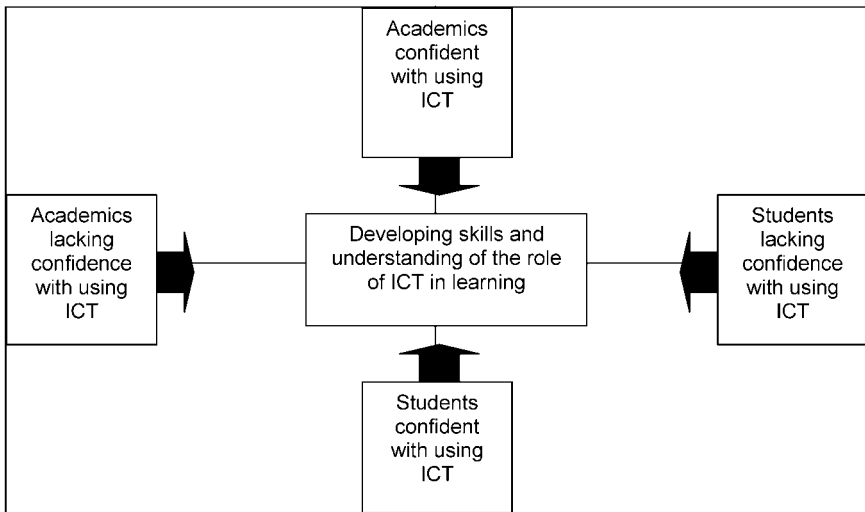 Academics
confident
with using
ICT
Academics
lacking
confidence
with using
ICT
Developing skills and
understanding of the role
of ICT in learning
Students
lacking
confidence
with using
ICT
Students
confident
with using
ICT